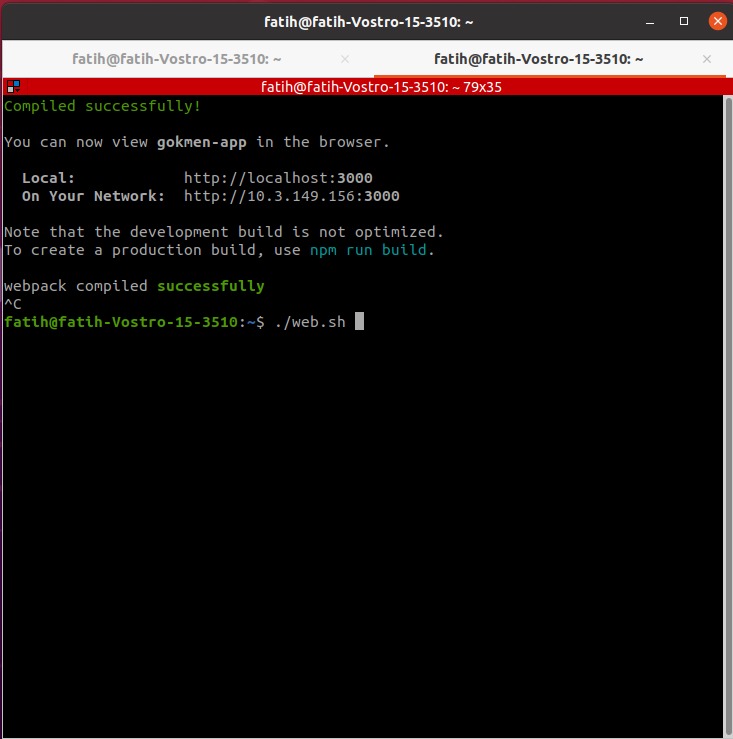 fatih@fatih-Vostro-15-3510: ~
fatih@fatih-Vostro-15-3510: ~
fatih@fatih-Vostro-15-3510: ~
fatih@fatih-Vostro-15-3510: ~ 79x35
Compiled successfully!
You can now view gokmen-app in the browser.
Local: http://localhost:3000
On Your Network: http://10.3.149.156:3000
Note that the development build is not optimized.
To create a production build, use npm run build.
webpack compiled successfully
^C
fatih@fatih-Vostro-15-3510:~$ ./web.sh